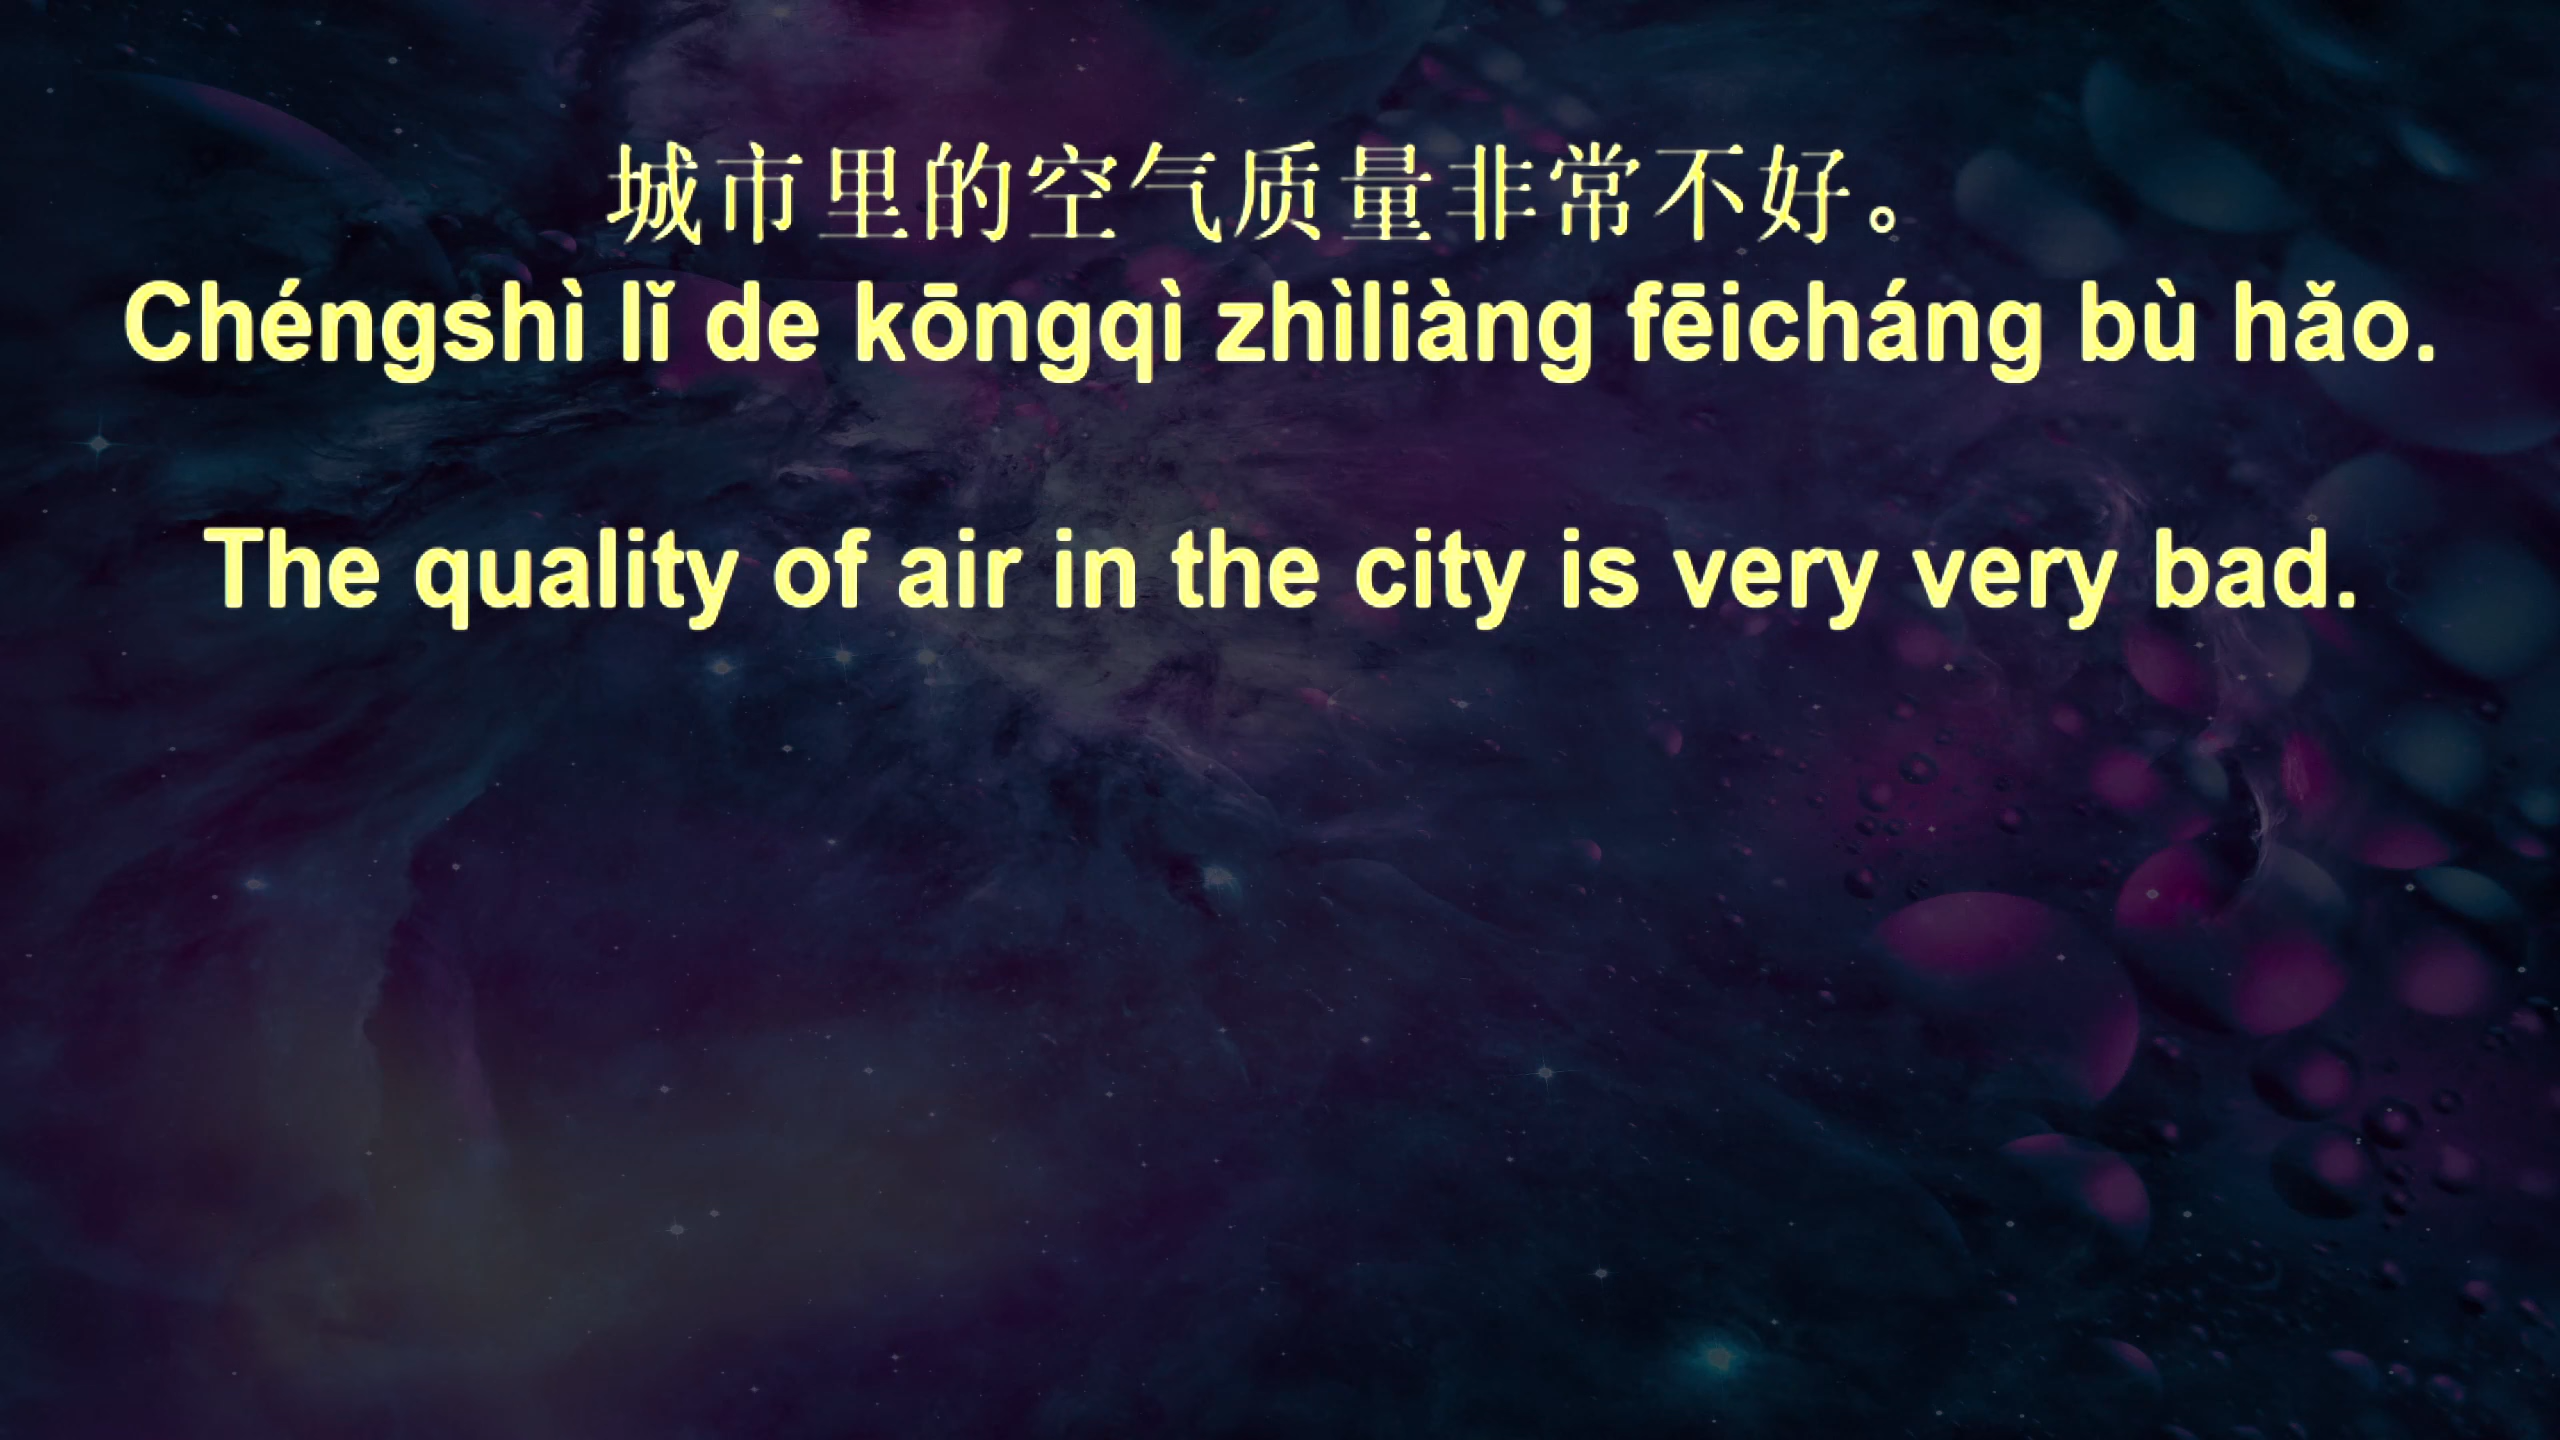 城市里的空气质量非常不好。
Chéngshì lǐ de kōngqì zhìliàng fēicháng bù hǎo.
The quality of air in the city is very very bad.